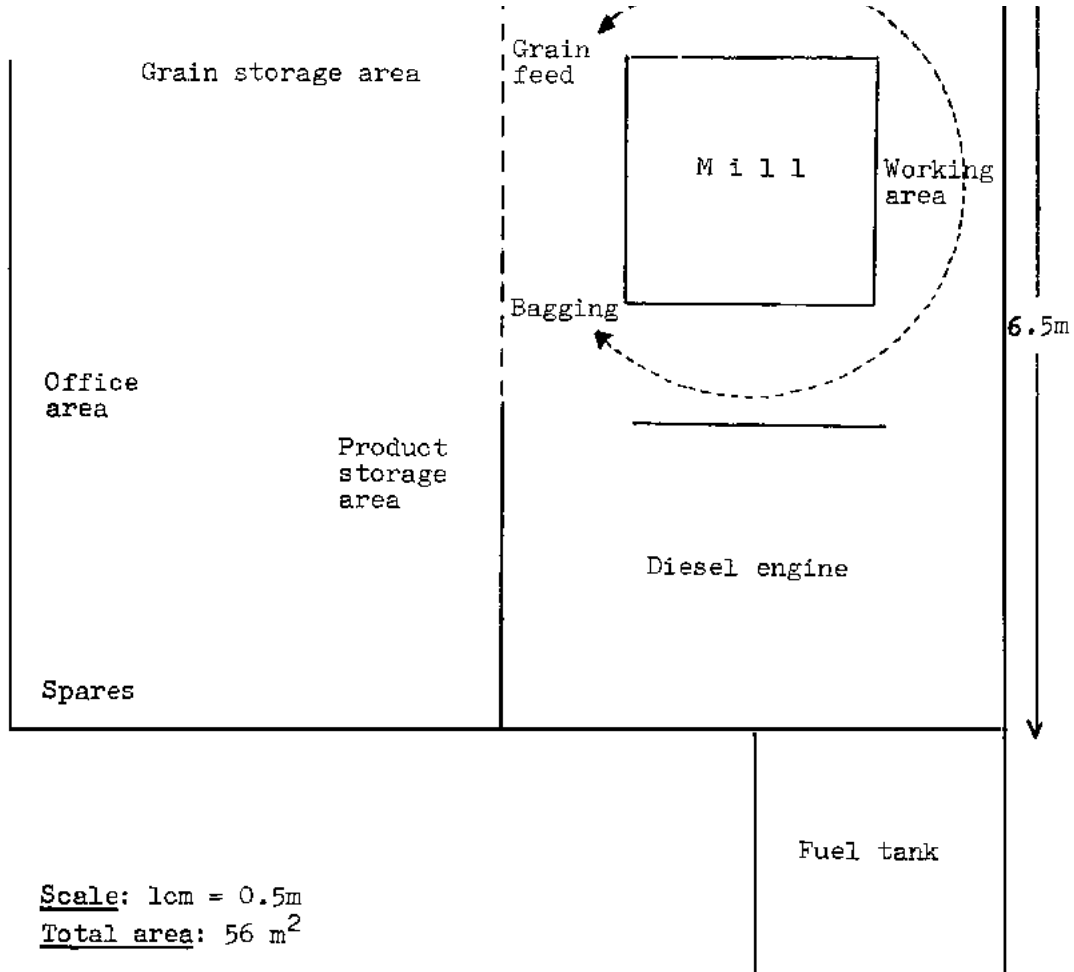 Grain storage area
Grain
feed
M i l l
Working
area
Bagging
6.5m
Office
area
Product
storage
area
Diesel engine
Spares
Fuel tank
Scale: 1cm = 0.5m
Total area: 56 m²